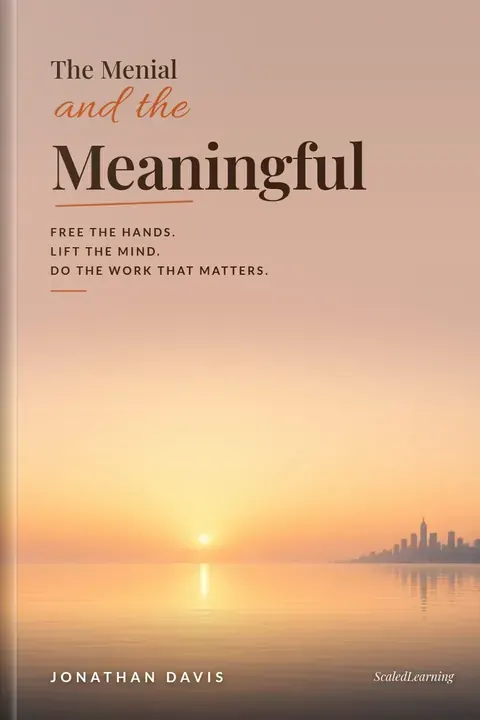 The Menial
and the
Meaningful
FREE THE HANDS.
LIFT THE MIND.
DO THE WORK THAT MATTERS.
JONATHAN DAVIS
ScaledLearning